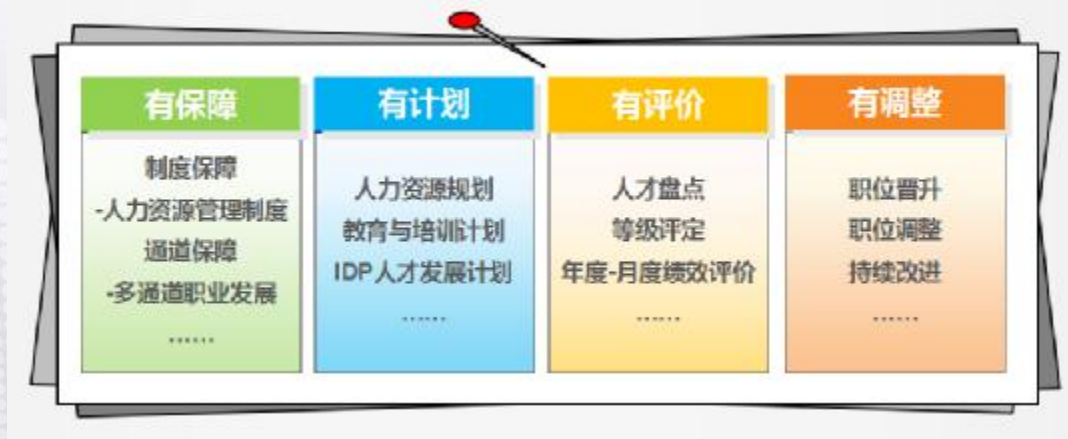 有保障
制度保障
-人力资源管理制度
通道保障
-多通道职业发展
……
有计划
人力资源规划
教育与培训计划
IDP人才发展计划
……
有评价
人才盘点
等级评定
年度-月度绩效评价
……
有调整
职位晋升
职位调整
持续改进
……